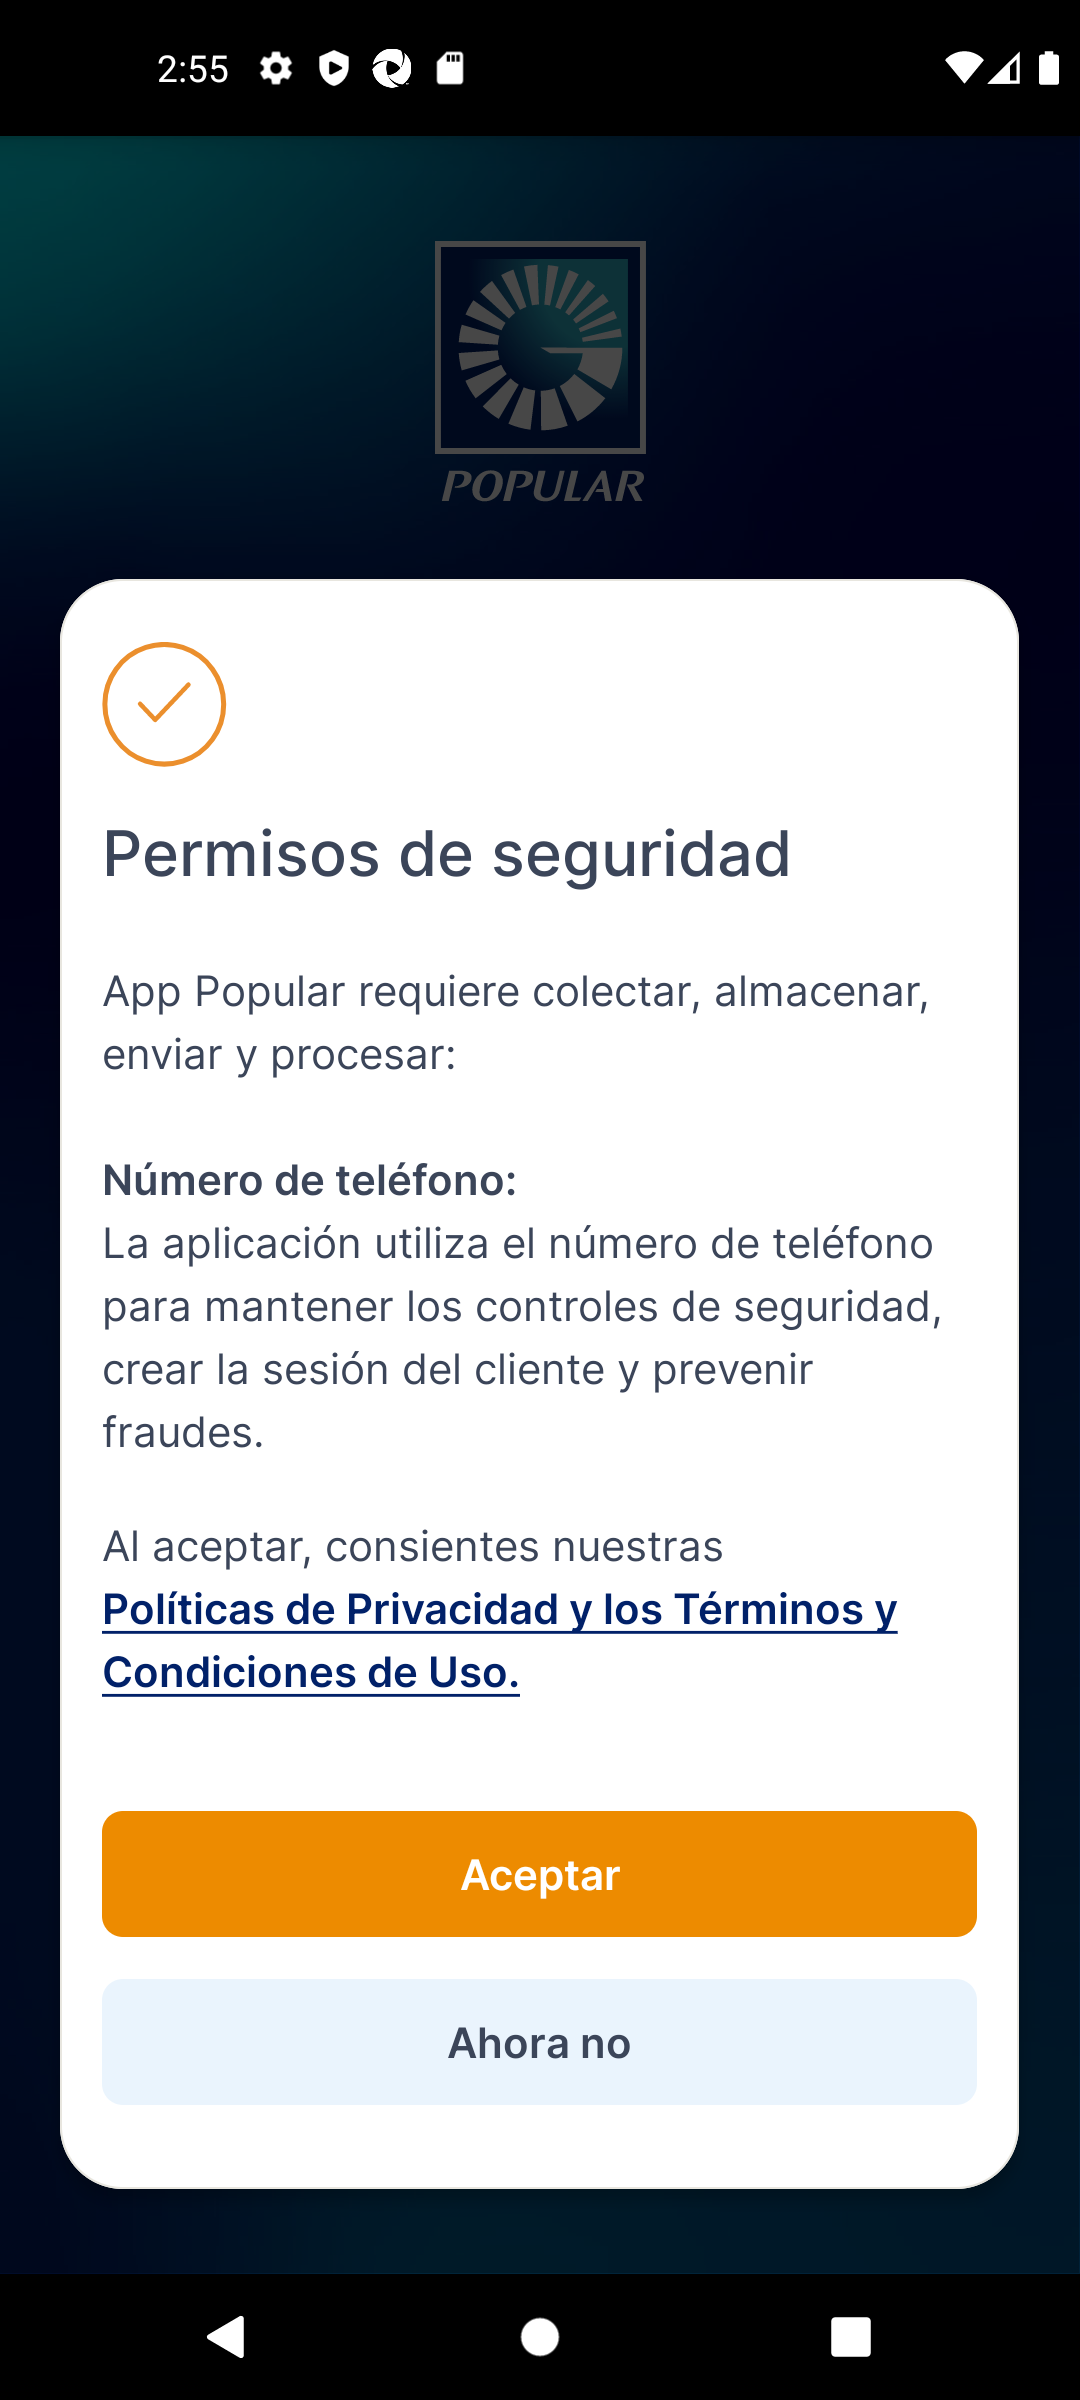 2:55
POPULAR
Permisos de seguridad
App Popular requiere colectar, almacenar,
enviar y procesar:
Número de teléfono:
La aplicación utiliza el número de teléfono
para mantener los controles de seguridad,
crear la sesión del cliente y prevenir
fraudes.
Al aceptar, consientes nuestras
Políticas de Privacidad y los Términos y
Condiciones de Uso.
Aceptar
Ahora no